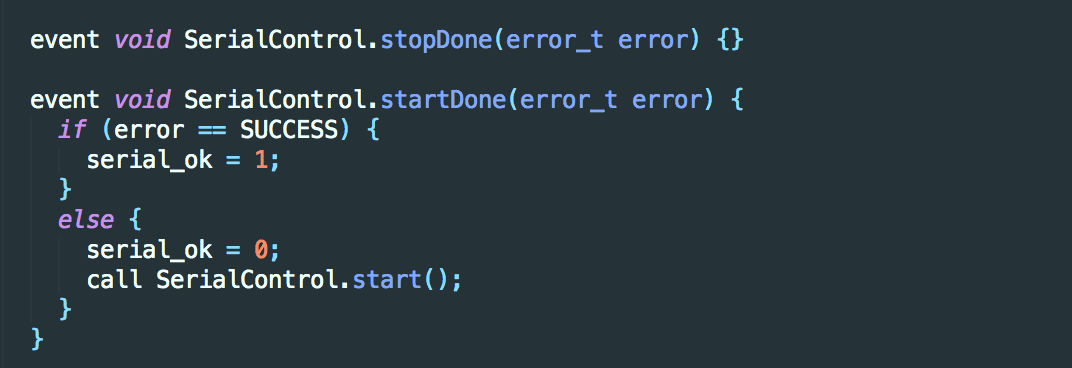 event void SerialControl.stopDone(error_t error) {}
event void SerialControl.startDone(error_t error) {
if (error == SUCCESS) {
serial_ok = 1;
}
else {
serial_ok = 0;
call SerialControl.start();
}
}